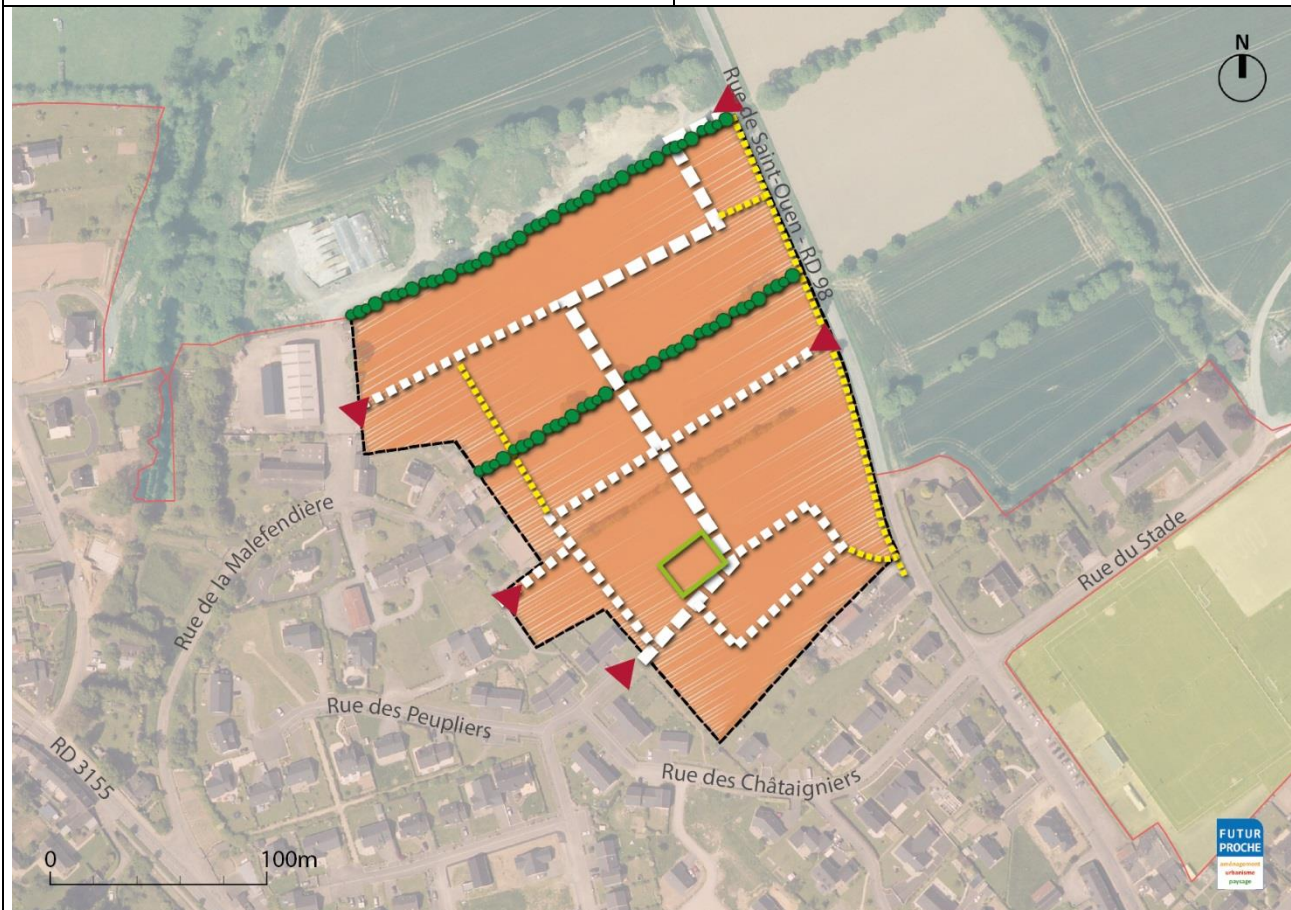 N
Rue de Saint-Ouen - RD 98
Rue de la Malefendière
Rue du Stade
Rue des Peupliers
RD 3155
Rue des Châtaigniers
0 100m
FUTUR
PROCHE
aménagement
urbanisme
paysage